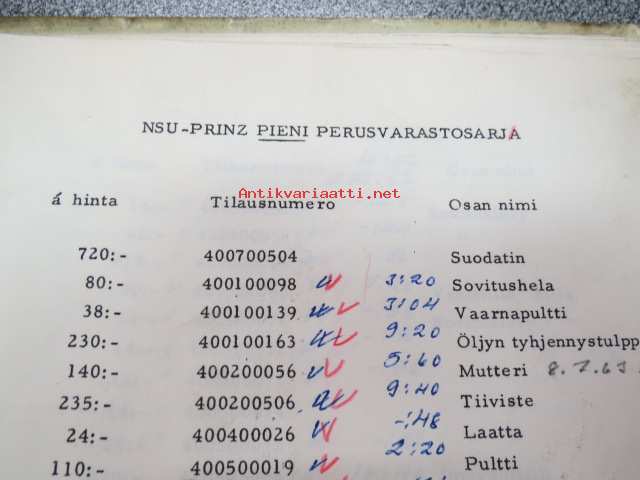 NSU-PRINZ PIENI PERUSVARASTOSARJA
Antikvariaatti.net
á hinta Tilausnumero Osan nimi
720:- 400700504 Suodatin
80:- 400100098 3:20 Sovitushela
38:- 400100139 3:04 Vaarnapultti
230:- 400100163 9:20 Öljyn tyhjennystulpp
140:- 400200056 5:60 Mutteri
235:- 400200506 9:40 Tiiviste
24:- 400400026 -:48 Laatta
110:- 400500019 2:20 Pultti